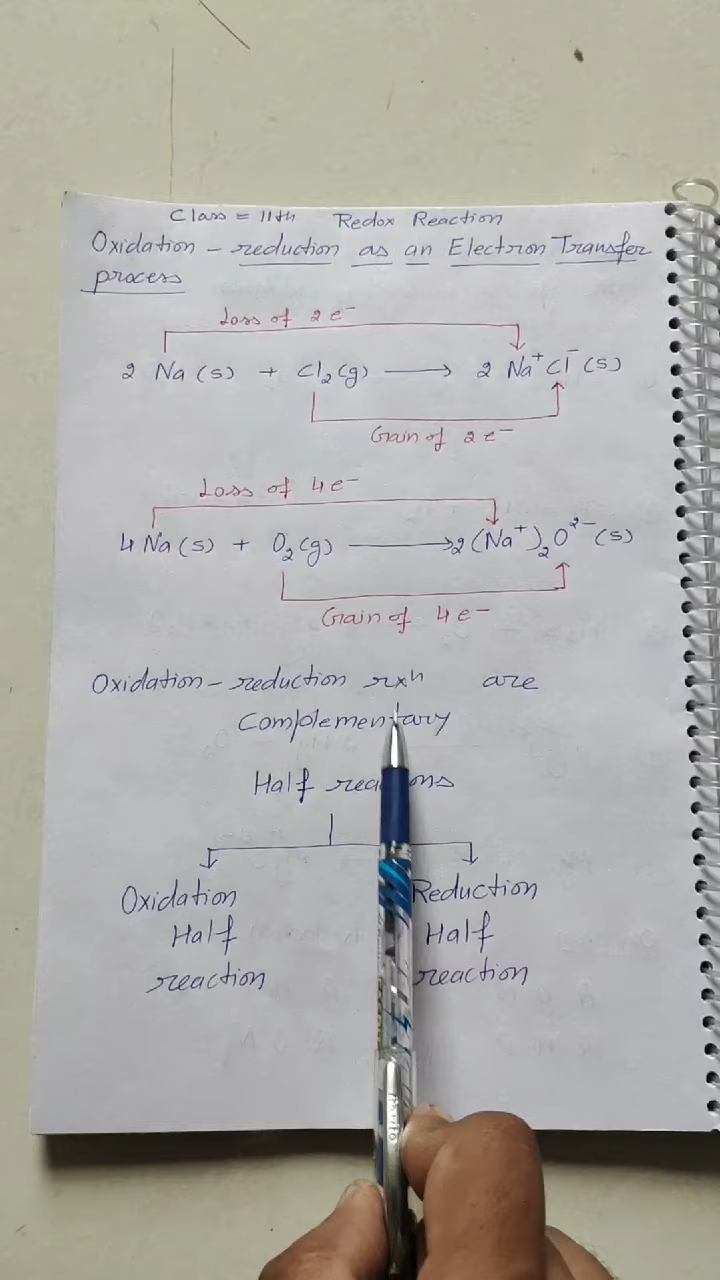 Class = 11th Redox Reaction
Oxidation - reduction as an Electron Transfer
process
Loss of 2e⁻
2 Na(s) + Cl₂(g) ⟶ 2 Na⁺Cl⁻(s)
Gain of 2e⁻
Loss of 4e⁻
4Na(s) + O₂(g) ⟶ 2(Na⁺)₂O²⁻(s)
Gain of 4e⁻
Oxidation - reduction rxⁿ are
Complementary
Half reactions
Oxidation Reduction
Half Half
reaction reaction